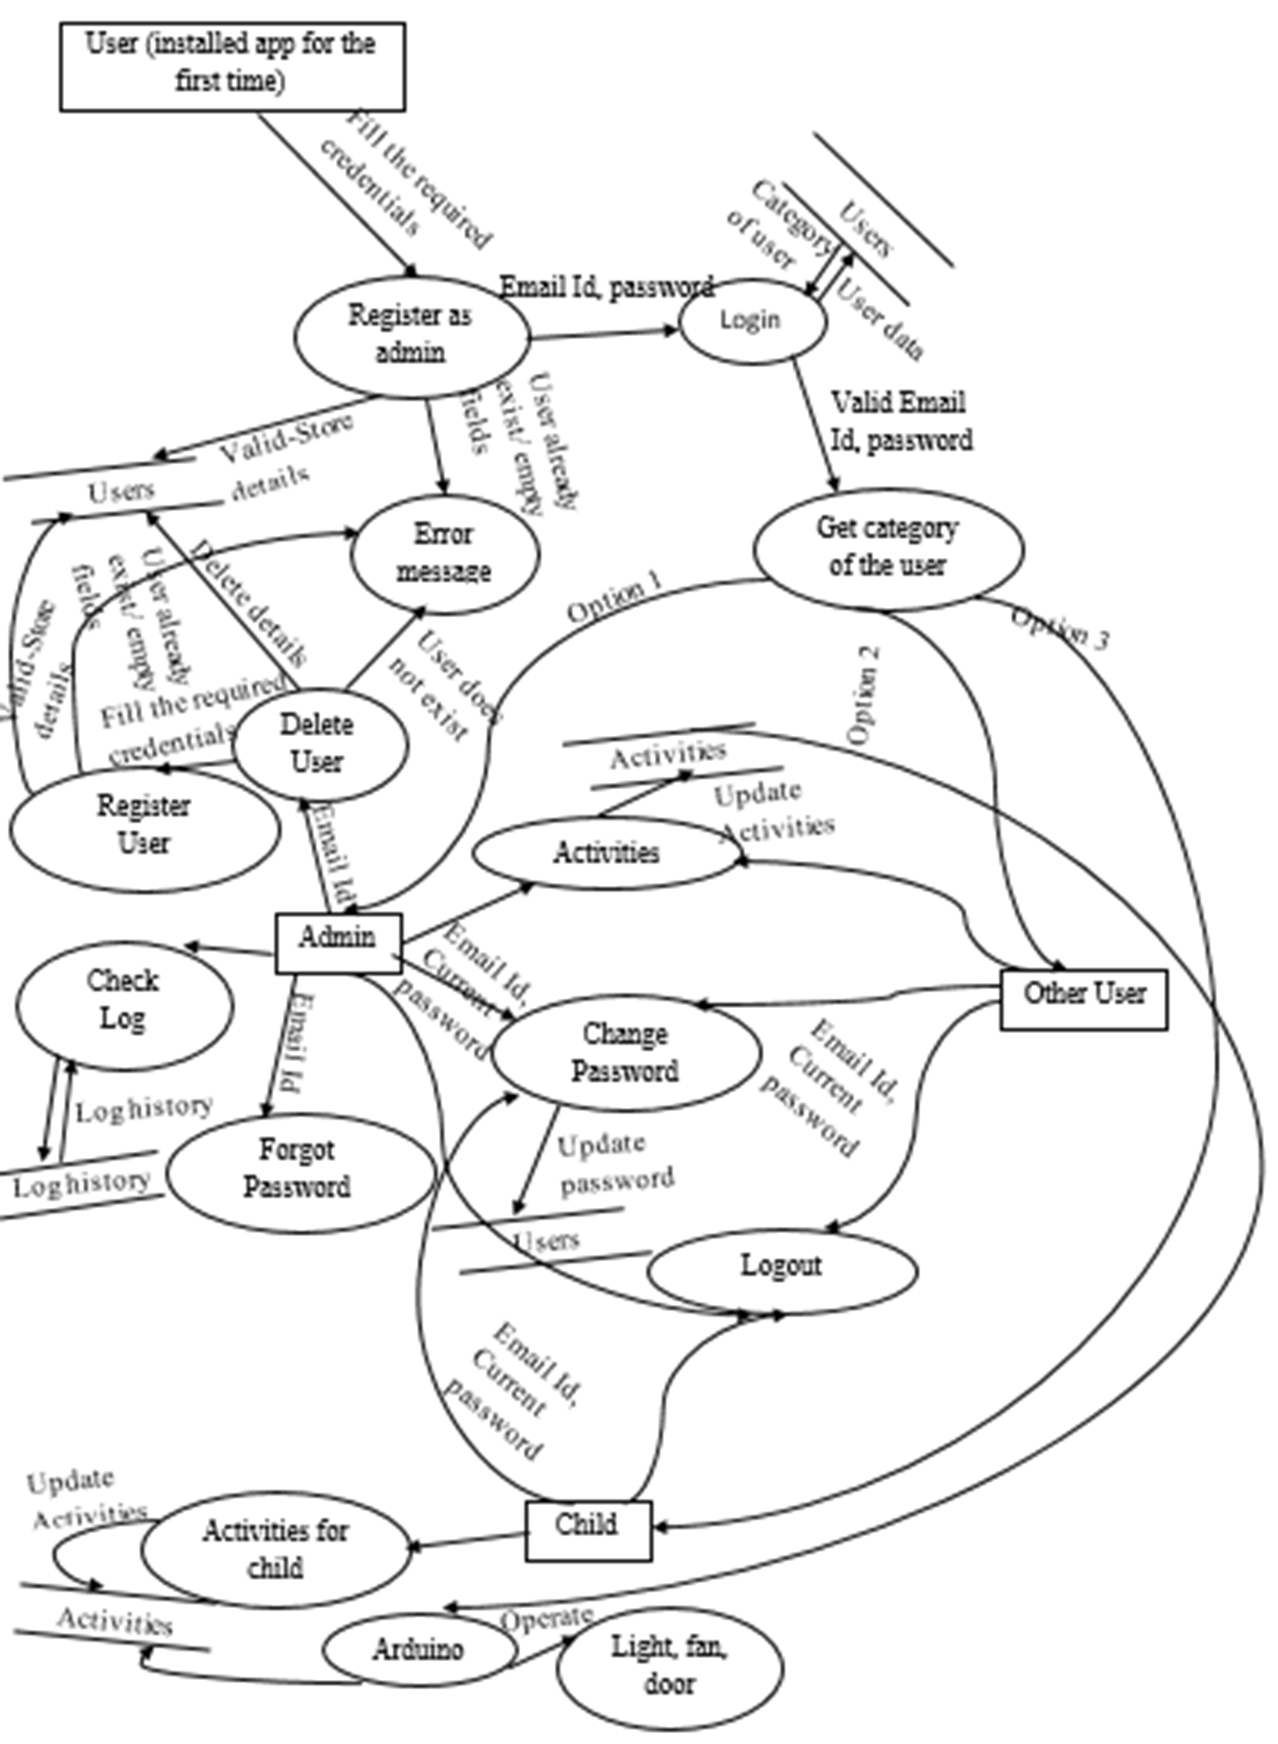 User (installed app for the
first time)
Fill the required
credentials
Category
of user
Users
User data
Email Id, password
Register as
admin
Login
Valid Email
Id, password
Valid-Store
details
Users
User already
exist/ empty
fields
Error
message
Get category
of the user
Option 1
Option 2
Option 3
Delete details
User already
exist/ empty
fields
Valid-Store
details
User does
not exist
Fill the required
credentials
Delete
User
Register
User
Activities
Update
Activities
Activities
Email Id
Admin
Email Id,
Current
password
Check
Log
Other User
Change
Password
Email Id,
Current
password
Email Id
Log history
Log history
Forgot
Password
Update
password
Users
Logout
Email Id,
Current
password
Update
Activities
Activities for
child
Child
Activities
Arduino
Operate
Light, fan,
door